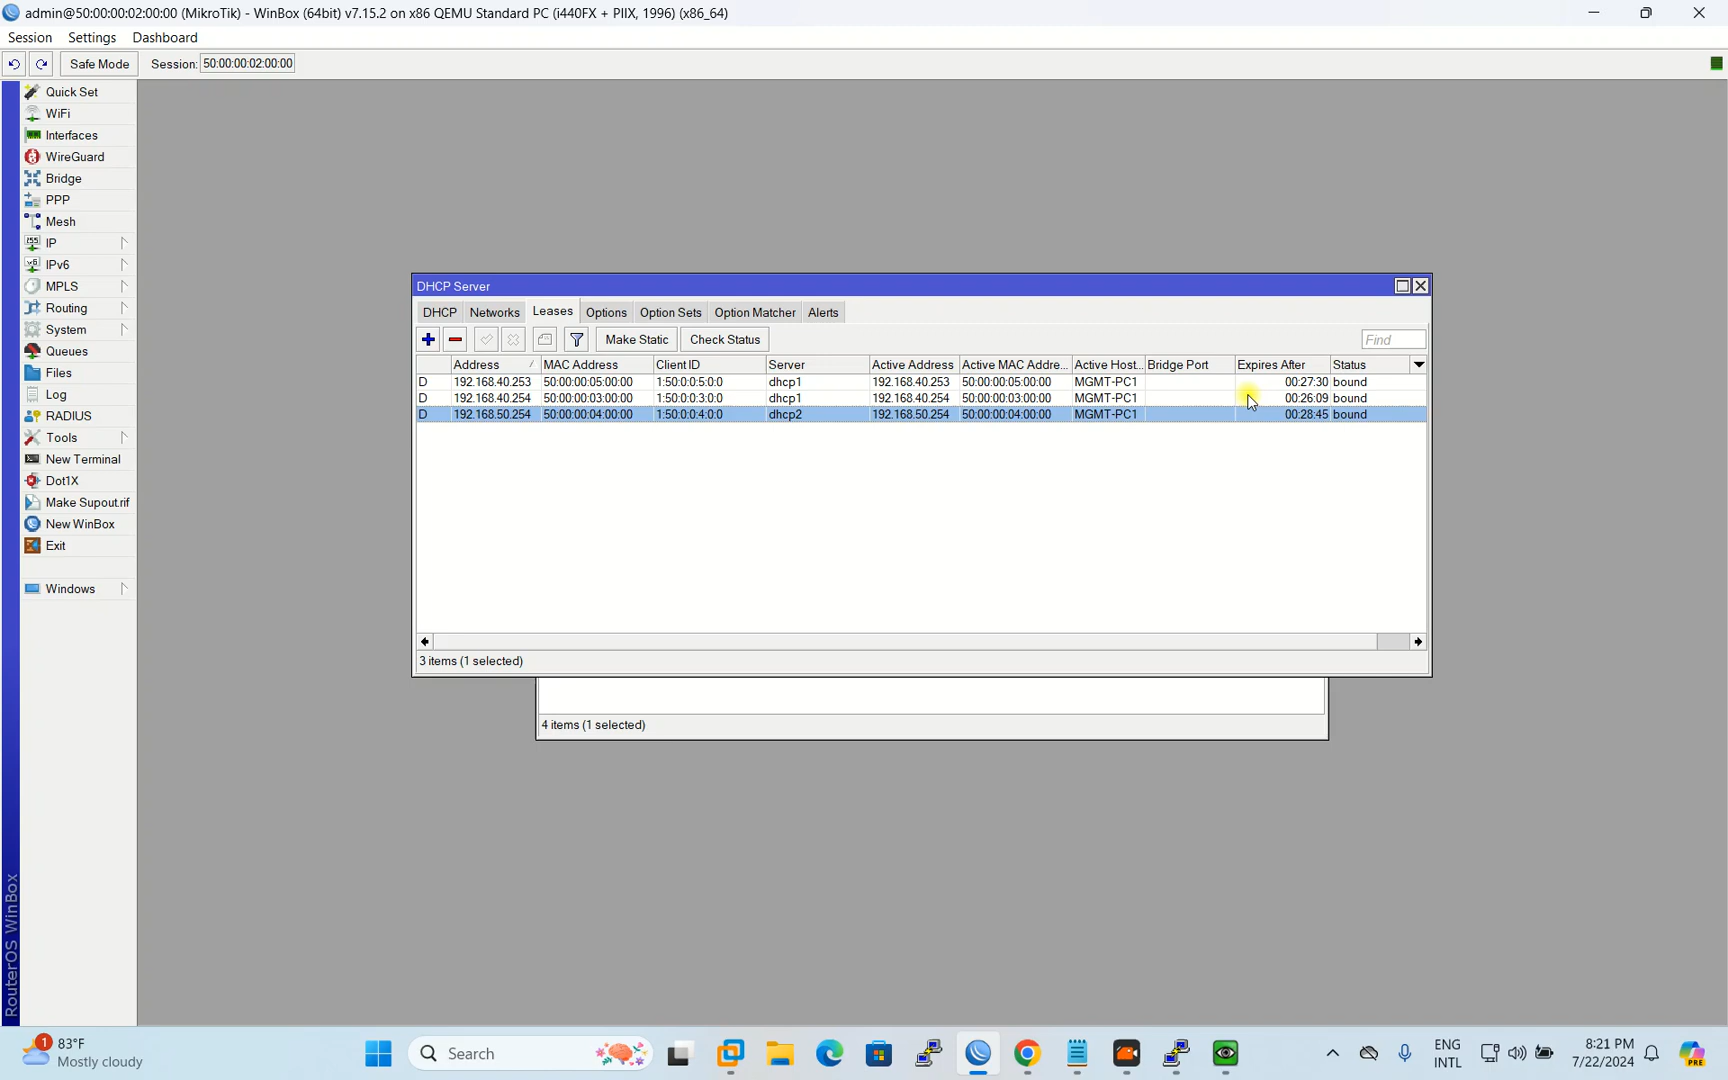 admin@50:00:00:02:00:00 (MikroTik) - WinBox (64bit) v7.15.2 on x86 QEMU Standard PC (i440FX + PIIX, 1996) (x86_64)
Session Settings Dashboard
Safe Mode Session: 50:00:00:02:00:00
Quick Set
WiFi
Interfaces
WireGuard
Bridge
PPP
Mesh
IP
IPv6
MPLS
Routing
System
Queues
Files
Log
RADIUS
Tools
New Terminal
Dot1X
Make Supout.rif
New WinBox
Exit
Windows
RouterOS WinBox
DHCP Server
DHCP Networks Leases Options Option Sets Option Matcher Alerts
Make Static Check Status Find
Address MAC Address Client ID Server Active Address Active MAC Addre... Active Host... Bridge Port Expires After Status
D 192.168.40.253 50:00:00:05:00:00 1:50:0:0:5:0:0 dhcp1 192.168.40.253 50:00:00:05:00:00 MGMT-PC1 00:27:30 bound
D 192.168.40.254 50:00:00:03:00:00 1:50:0:0:3:0:0 dhcp1 192.168.40.254 50:00:00:03:00:00 MGMT-PC1 00:26:09 bound
D 192.168.50.254 50:00:00:04:00:00 1:50:0:0:4:0:0 dhcp2 192.168.50.254 50:00:00:04:00:00 MGMT-PC1 00:28:45 bound
3 items (1 selected)
4 items (1 selected)
1 83°F
Mostly cloudy
Search
ENG
INTL
8:21 PM
7/22/2024
PRE